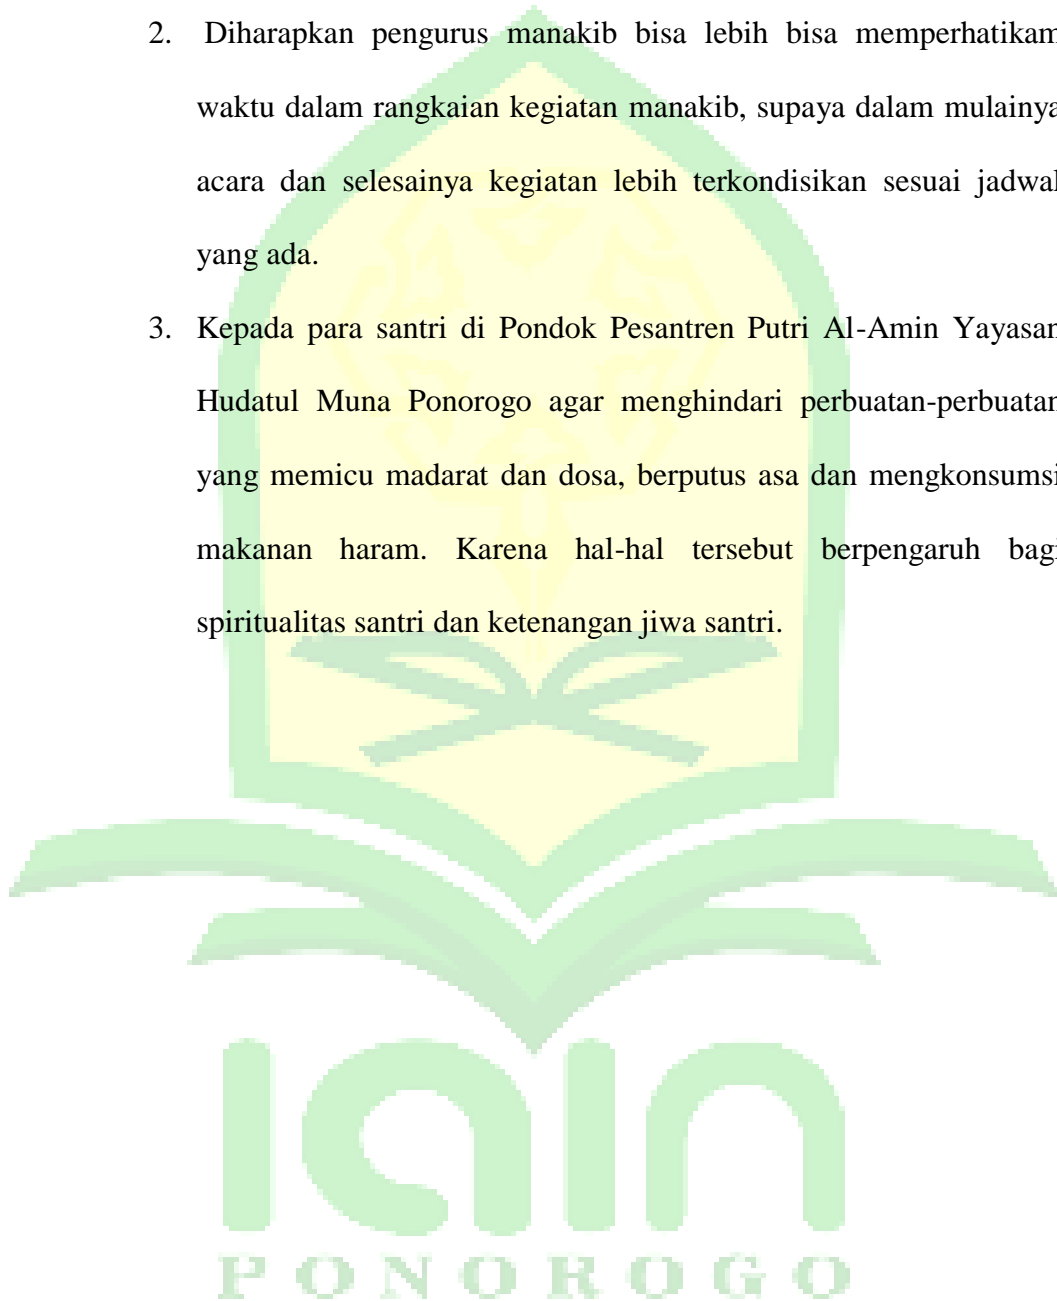 2. Diharapkan pengurus manakib bisa lebih bisa memperhatikam
waktu dalam rangkaian kegiatan manakib, supaya dalam mulainya
acara dan selesainya kegiatan lebih terkondisikan sesuai jadwal
yang ada.
3. Kepada para santri di Pondok Pesantren Putri Al-Amin Yayasan
Hudatul Muna Ponorogo agar menghindari perbuatan-perbuatan
yang memicu madarat dan dosa, berputus asa dan mengkonsumsi
makanan haram. Karena hal-hal tersebut berpengaruh bagi
spiritualitas santri dan ketenangan jiwa santri.
iain
PONOROGO